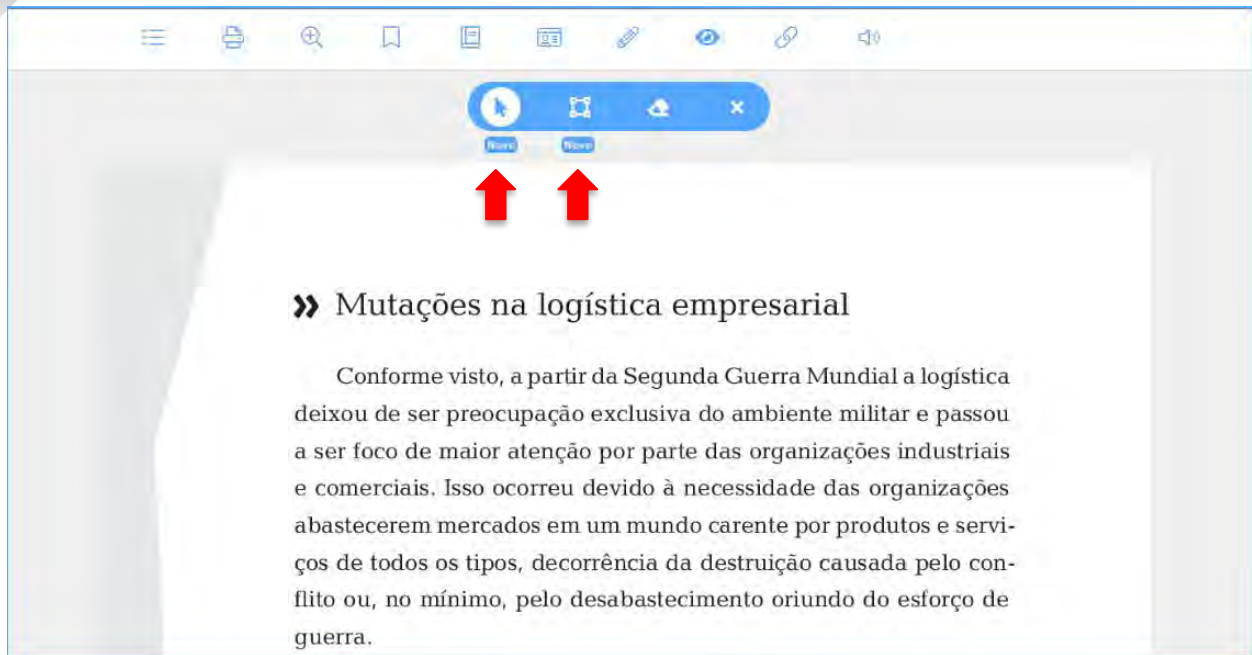 Novo Novo
» Mutações na logística empresarial
Conforme visto, a partir da Segunda Guerra Mundial a logística
deixou de ser preocupação exclusiva do ambiente militar e passou
a ser foco de maior atenção por parte das organizações industriais
e comerciais. Isso ocorreu devido à necessidade das organizações
abastecerem mercados em um mundo carente por produtos e servi-
ços de todos os tipos, decorrência da destruição causada pelo con-
flito ou, no mínimo, pelo desabastecimento oriundo do esforço de
guerra.